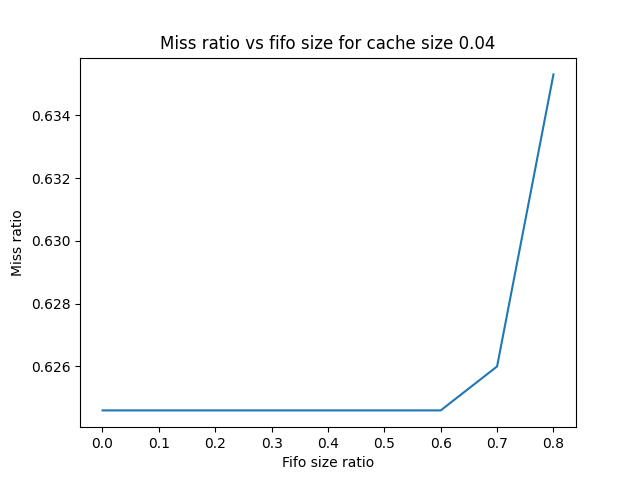 Miss ratio vs fifo size for cache size 0.04
0.634
0.632
0.630
0.628
0.626
Miss ratio
0.0 0.1 0.2 0.3 0.4 0.5 0.6 0.7 0.8
Fifo size ratio